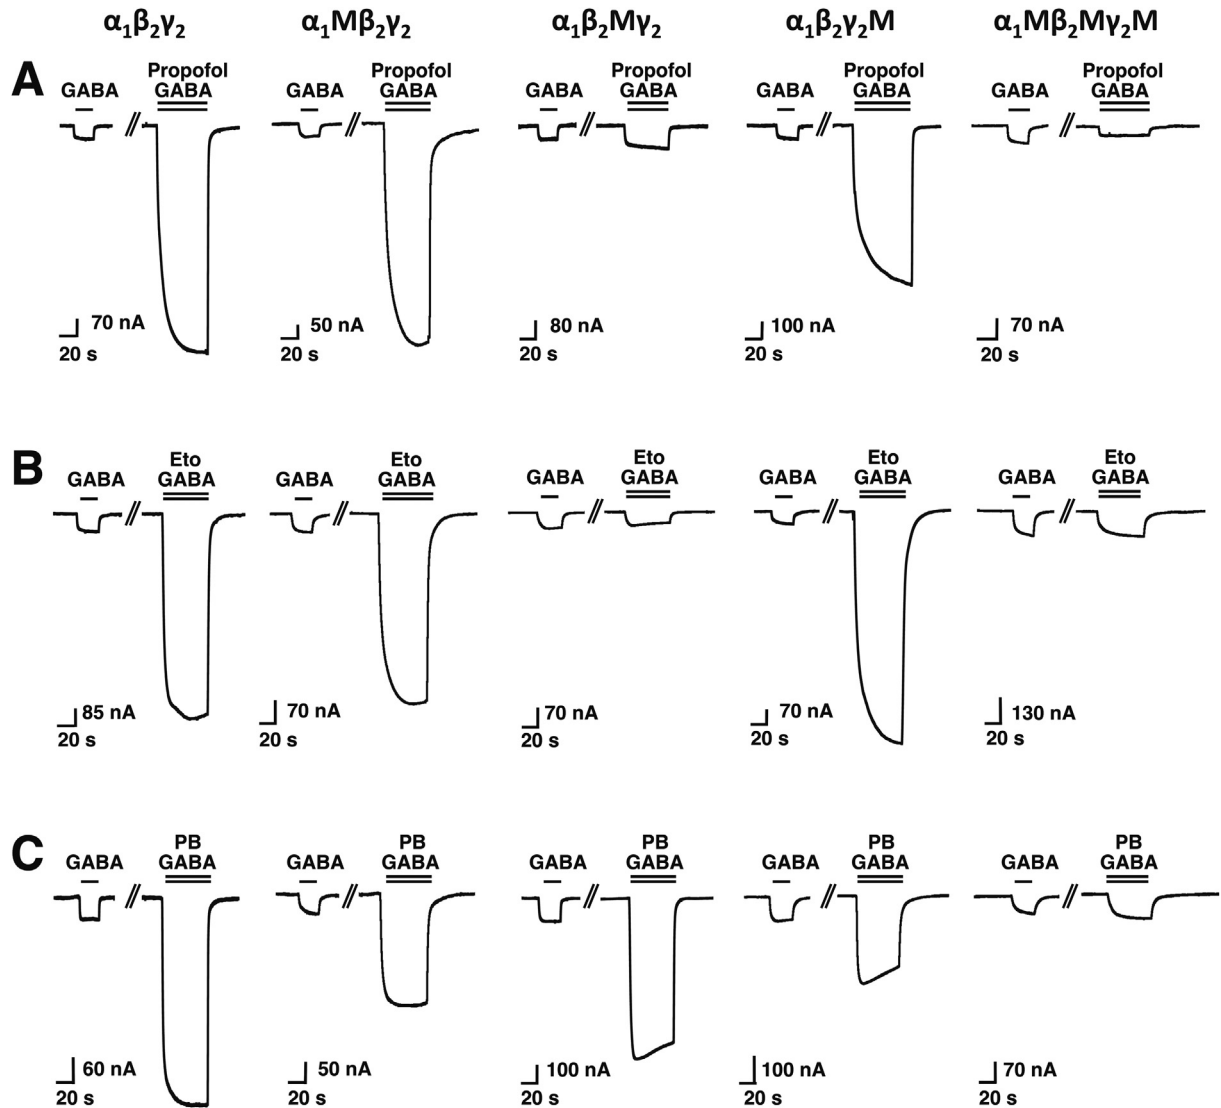 α₁β₂γ₂ α₁Mβ₂γ₂ α₁β₂Mγ₂ α₁β₂γ₂M α₁Mβ₂Mγ₂M
A
Propofol Propofol Propofol Propofol Propofol
GABA GABA GABA GABA GABA GABA GABA GABA GABA GABA
70 nA 50 nA 80 nA 100 nA 70 nA
20 s 20 s 20 s 20 s 20 s
B
Eto Eto Eto Eto Eto
GABA GABA GABA GABA GABA GABA GABA GABA GABA GABA
85 nA 70 nA 70 nA 70 nA 130 nA
20 s 20 s 20 s 20 s 20 s
C
PB PB PB PB PB
GABA GABA GABA GABA GABA GABA GABA GABA GABA GABA
60 nA 50 nA 100 nA 100 nA 70 nA
20 s 20 s 20 s 20 s 20 s